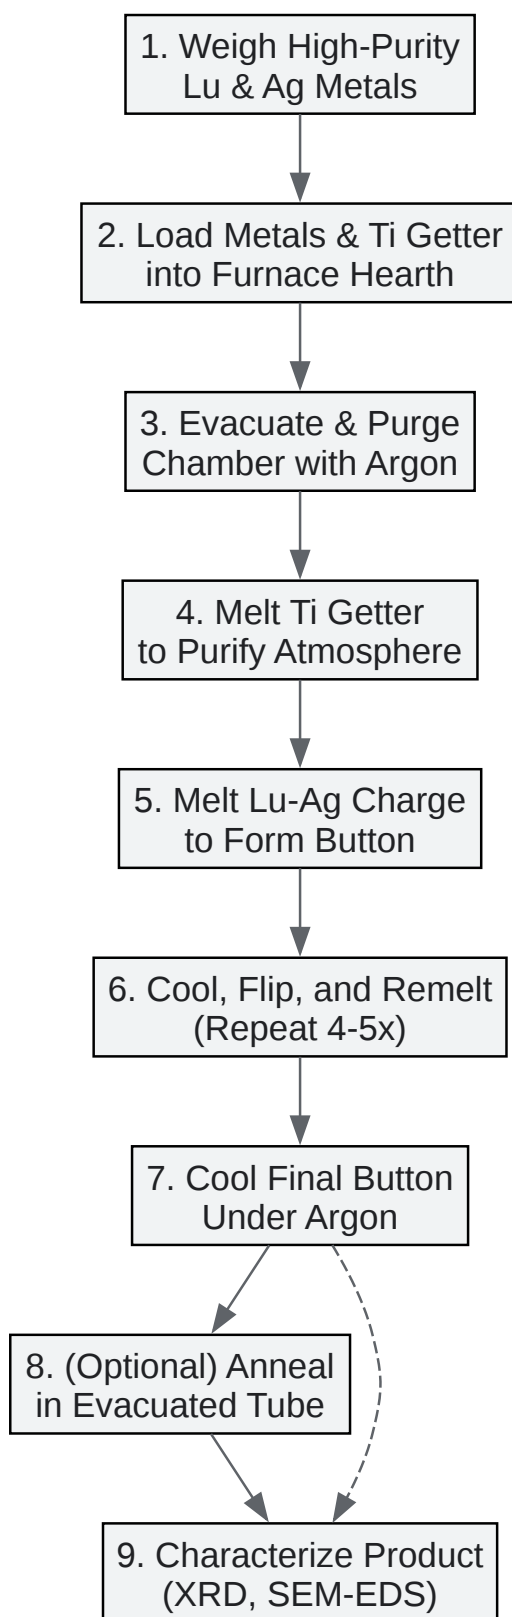 1. Weigh High-Purity
Lu & Ag Metals
2. Load Metals & Ti Getter
into Furnace Hearth
3. Evacuate & Purge
Chamber with Argon
4. Melt Ti Getter
to Purify Atmosphere
5. Melt Lu-Ag Charge
to Form Button
6. Cool, Flip, and Remelt
(Repeat 4-5x)
7. Cool Final Button
Under Argon
8. (Optional) Anneal
in Evacuated Tube
9. Characterize Product
(XRD, SEM-EDS)